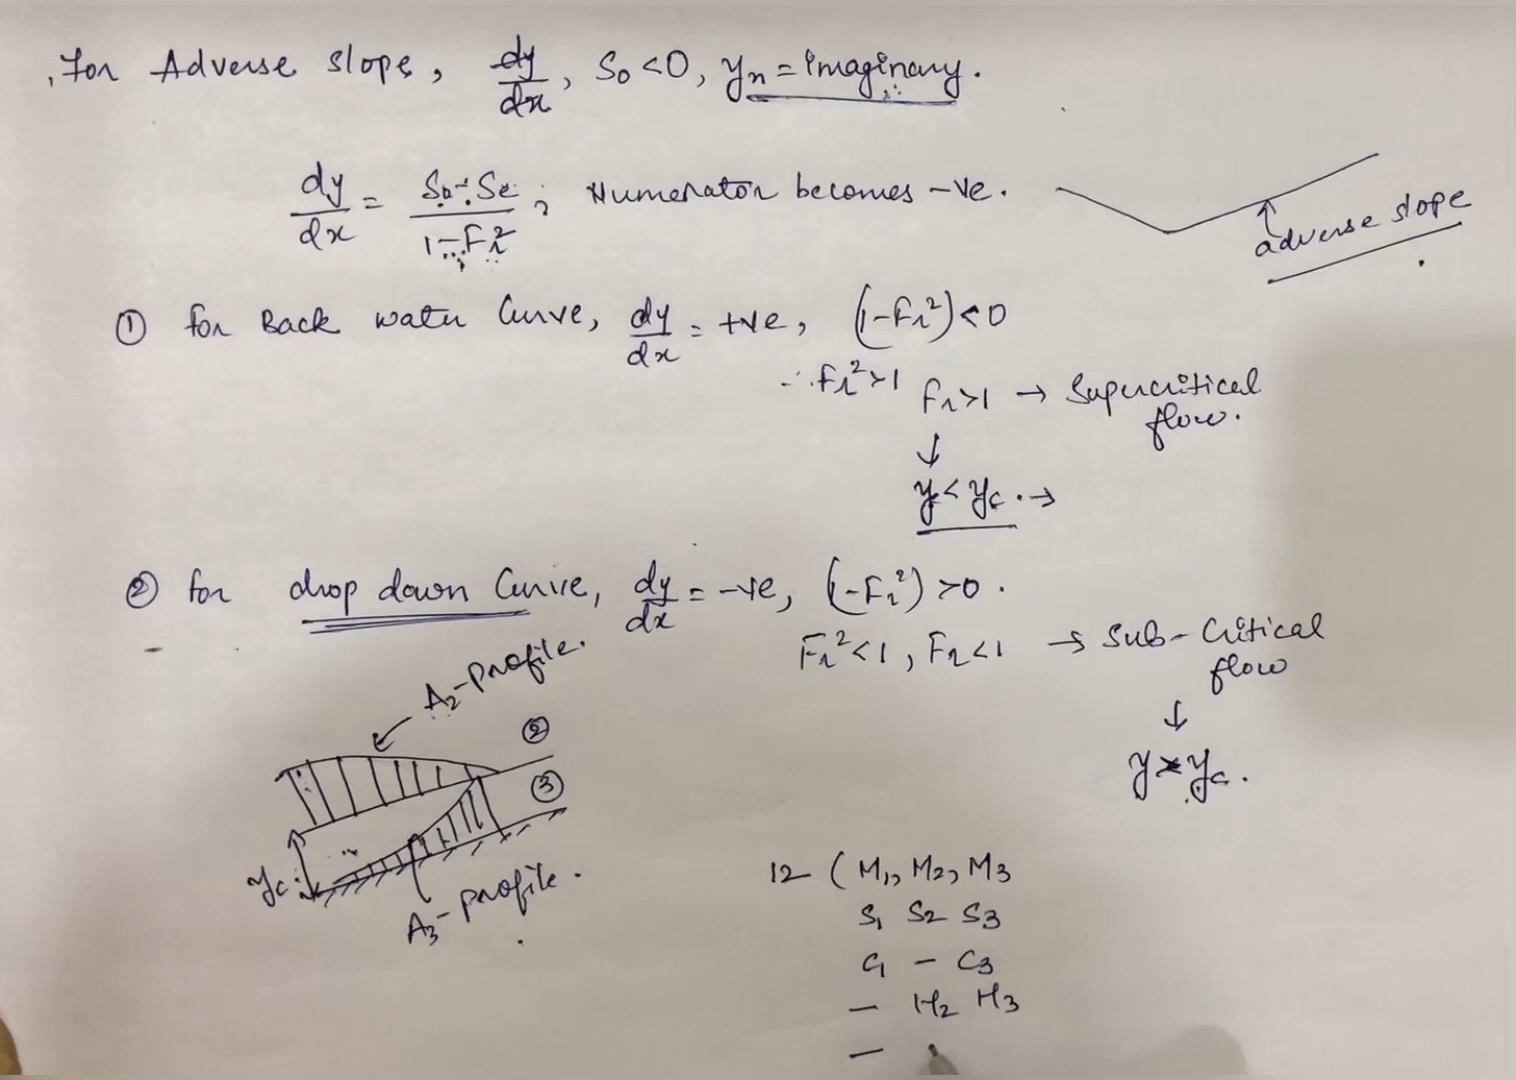 For Adverse slope, dy/dx, S₀<0, yₙ = imaginary.
dy/dx = (S₀-Se)/(1-Fr²) ; Numerator becomes -ve.
adverse slope
① for Back water Curve, dy/dx = +ve, (1-Fr²)<0
∴ Fr²>1 Fr>1 → Supercritical
flow.
↓
y<yc. →
② for drop down Curve, dy/dx = -ve, (1-Fr²) >0.
Fr²<1, Fr<1 → Sub-Critical
flow
↓
A₂-profile.
②
③
y>yc.
yc
A₃-profile.
12 (M₁, M₂, M₃
S₁ S₂ S₃
C₁ - C₃
- H₂ H₃
-